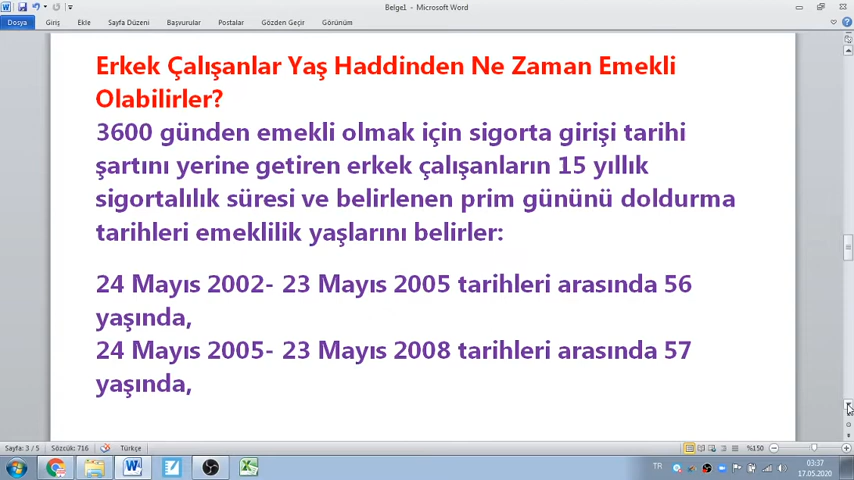 Belge1 - Microsoft Word
Dosya Giriş Ekle Sayfa Düzeni Başvurular Postalar Gözden Geçir Görünüm
Erkek Çalışanlar Yaş Haddinden Ne Zaman Emekli
Olabilirler?
3600 günden emekli olmak için sigorta girişi tarihi
şartını yerine getiren erkek çalışanların 15 yıllık
sigortalılık süresi ve belirlenen prim gününü doldurma
tarihleri emeklilik yaşlarını belirler:
24 Mayıs 2002- 23 Mayıs 2005 tarihleri arasında 56
yaşında,
24 Mayıs 2005- 23 Mayıs 2008 tarihleri arasında 57
yaşında,
Sayfa: 3 / 5 Sözcük: 716 Türkçe %150
TR 03:37
17.05.2020